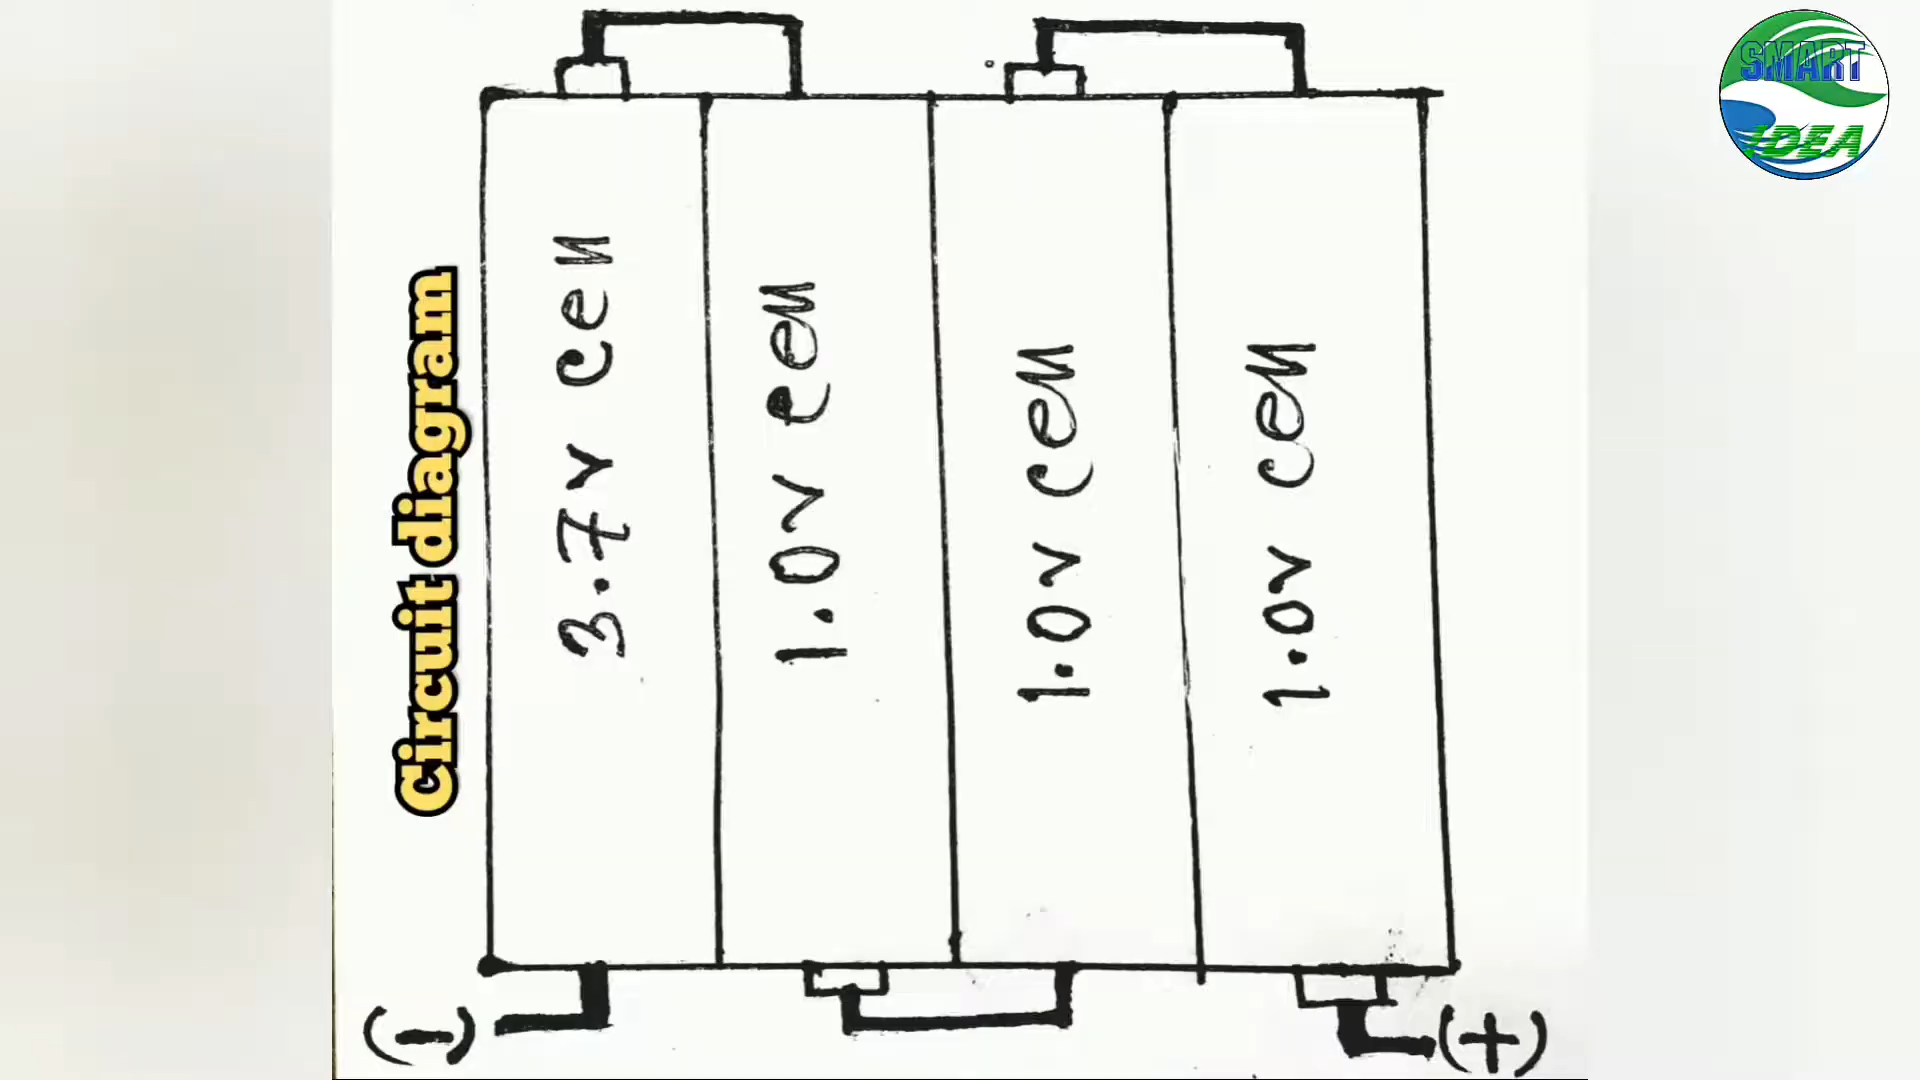 Circuit diagram
3.7v cell
1.0v cell
1.0v cell
1.0v cell
(-)
(+)
SMART
IDEA